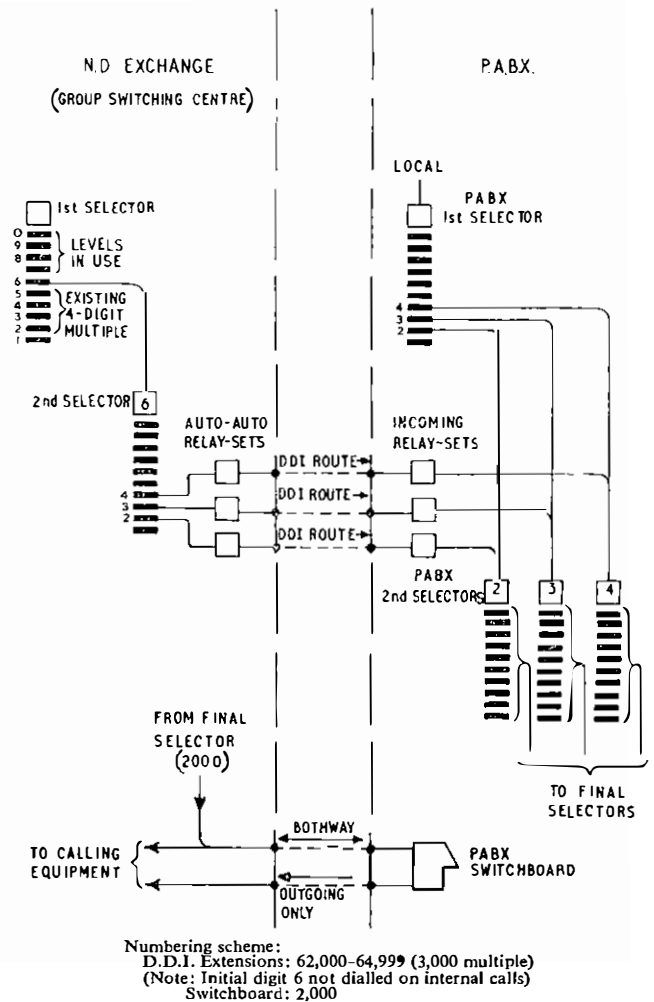 N.D EXCHANGE
(GROUP SWITCHING CENTRE)
P.A.BX.
LOCAL
PABX
1st SELECTOR
1st SELECTOR
0
9
8
LEVELS
IN USE
6
5
4
3
2
1
EXISTING
4-DIGIT
MULTIPLE
4
3
2
2nd SELECTOR
6
AUTO-AUTO
RELAY-SETS
INCOMING
RELAY-SETS
4
3
2
DDI ROUTE
DDI ROUTE
DDI ROUTE
PABX
2nd SELECTORS
2
3
4
FROM FINAL
SELECTOR
(2000)
TO FINAL
SELECTORS
TO CALLING
EQUIPMENT
BOTHWAY
OUTGOING
ONLY
PABX
SWITCHBOARD
Numbering scheme:
D.D.I. Extensions: 62,000-64,999 (3,000 multiple)
(Note: Initial digit 6 not dialled on internal calls)
Switchboard: 2,000